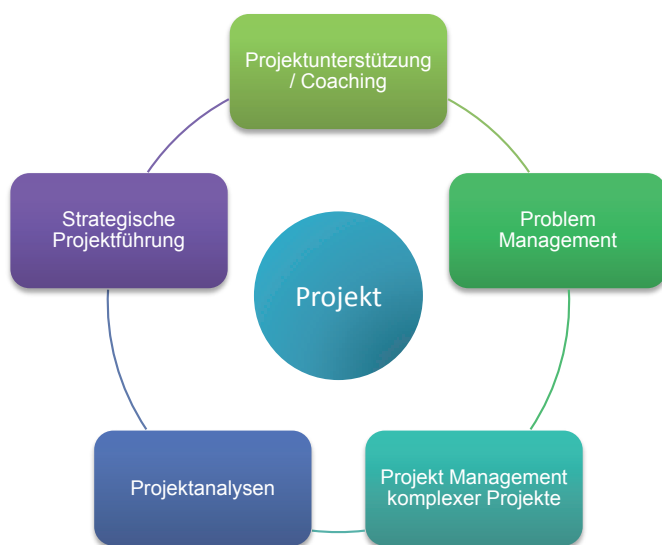 Projektunterstützung
/ Coaching
Strategische
Projektführung
Problem
Management
Projekt
Projektanalysen
Projekt Management
komplexer Projekte